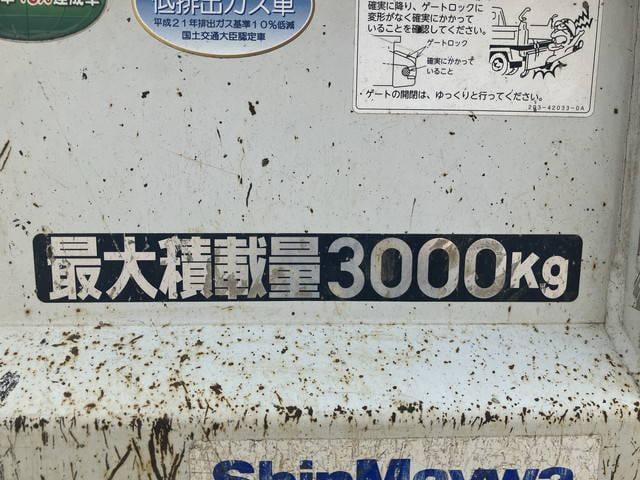 低排出ガス車
平成21年排出ガス基準10%低減
国土交通大臣認定車
確実に降り、ゲートロックに
変形がなく確実にかかって
いることを確認してください。
ゲートロック
確実にかかって
いること
・ゲートの開閉は、ゆっくりと行ってください。
203-42033-0A
最大積載量3000Kg
ShinMaywa